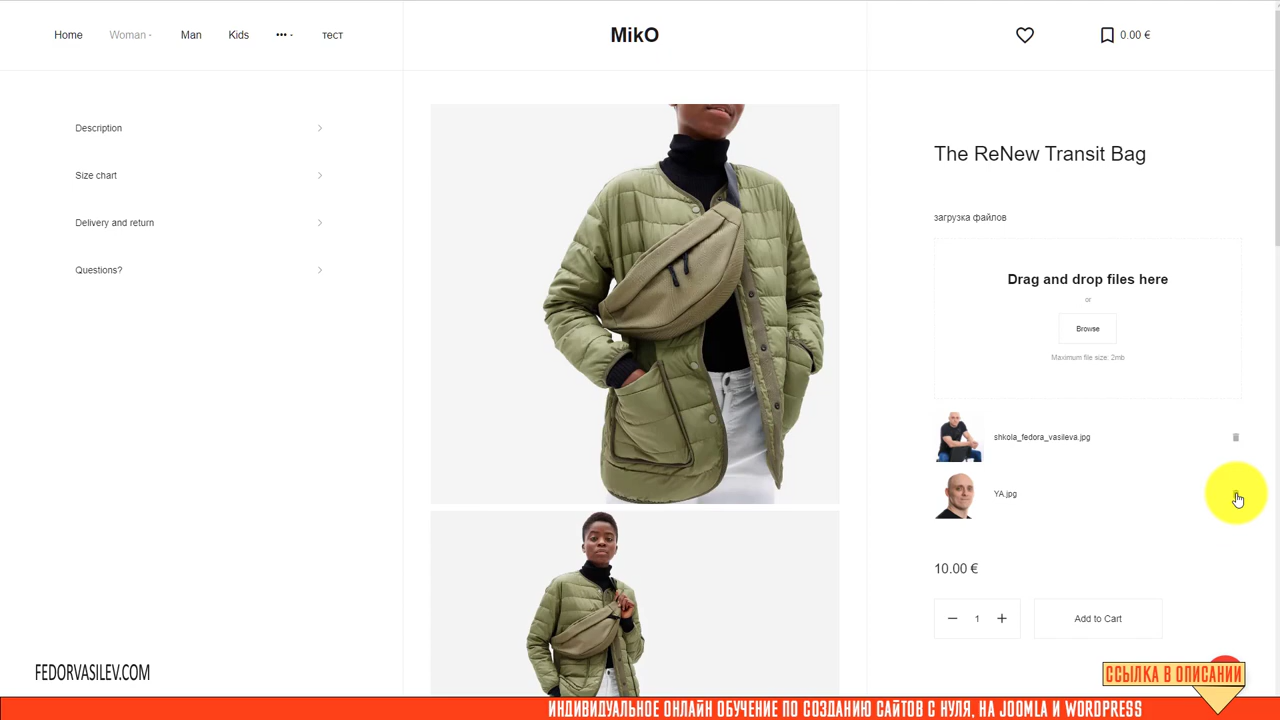 Home
Woman
Man
Kids
•••
тест
MikO
0.00 €
Description
Size chart
Delivery and return
Questions?
The ReNew Transit Bag
загрузка файлов
Drag and drop files here
or
Browse
Maximum file size: 2mb
shkola_fedora_vasileva.jpg
YA.jpg
10.00 €
1
Add to Cart
FEDORVASILEV.COM
ССЫЛКА В ОПИСАНИИ
ИНДИВИДУАЛЬНОЕ ОНЛАЙН ОБУЧЕНИЕ ПО СОЗДАНИЮ САЙТОВ С НУЛЯ, НА JOOMLA И WORDPRESS